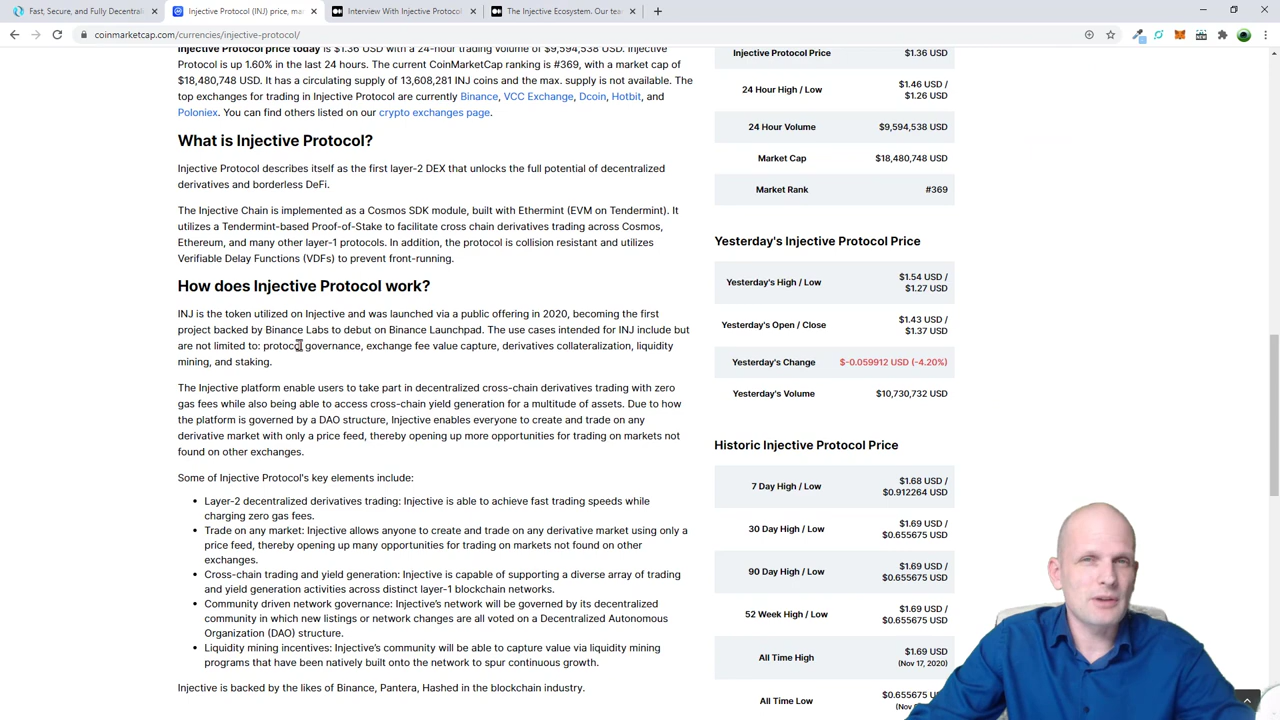 Fast, Secure, and Fully Decentrali
Injective Protocol (INJ) price, ma
Interview With Injective Protocol
The Injective Ecosystem. Our tea
coinmarketcap.com/currencies/injective-protocol/
Injective Protocol price today is $1.36 USD with a 24-hour trading volume of $9,594,538 USD. Injective
Protocol is up 1.60% in the last 24 hours. The current CoinMarketCap ranking is #369, with a market cap of
$18,480,748 USD. It has a circulating supply of 13,608,281 INJ coins and the max. supply is not available. The
top exchanges for trading in Injective Protocol are currently Binance, VCC Exchange, Dcoin, Hotbit, and
Poloniex. You can find others listed on our crypto exchanges page.
What is Injective Protocol?
Injective Protocol describes itself as the first layer-2 DEX that unlocks the full potential of decentralized
derivatives and borderless DeFi.
The Injective Chain is implemented as a Cosmos SDK module, built with Ethermint (EVM on Tendermint). It
utilizes a Tendermint-based Proof-of-Stake to facilitate cross chain derivatives trading across Cosmos,
Ethereum, and many other layer-1 protocols. In addition, the protocol is collision resistant and utilizes
Verifiable Delay Functions (VDFs) to prevent front-running.
How does Injective Protocol work?
INJ is the token utilized on Injective and was launched via a public offering in 2020, becoming the first
project backed by Binance Labs to debut on Binance Launchpad. The use cases intended for INJ include but
are not limited to: protocol governance, exchange fee value capture, derivatives collateralization, liquidity
mining, and staking.
The Injective platform enable users to take part in decentralized cross-chain derivatives trading with zero
gas fees while also being able to access cross-chain yield generation for a multitude of assets. Due to how
the platform is governed by a DAO structure, Injective enables everyone to create and trade on any
derivative market with only a price feed, thereby opening up more opportunities for trading on markets not
found on other exchanges.
Some of Injective Protocol's key elements include:
• Layer-2 decentralized derivatives trading: Injective is able to achieve fast trading speeds while
charging zero gas fees.
• Trade on any market: Injective allows anyone to create and trade on any derivative market using only a
price feed, thereby opening up many opportunities for trading on markets not found on other
exchanges.
• Cross-chain trading and yield generation: Injective is capable of supporting a diverse array of trading
and yield generation activities across distinct layer-1 blockchain networks.
• Community driven network governance: Injective's network will be governed by its decentralized
community in which new listings or network changes are all voted on a Decentralized Autonomous
Organization (DAO) structure.
• Liquidity mining incentives: Injective's community will be able to capture value via liquidity mining
programs that have been natively built onto the network to spur continuous growth.
Injective is backed by the likes of Binance, Pantera, Hashed in the blockchain industry.
Injective Protocol Price $1.36 USD
24 Hour High / Low $1.46 USD /
$1.26 USD
24 Hour Volume $9,594,538 USD
Market Cap $18,480,748 USD
Market Rank #369
Yesterday's Injective Protocol Price
Yesterday's High / Low $1.54 USD /
$1.27 USD
Yesterday's Open / Close $1.43 USD /
$1.37 USD
Yesterday's Change $-0.059912 USD (-4.20%)
Yesterday's Volume $10,730,732 USD
Historic Injective Protocol Price
7 Day High / Low $1.68 USD /
$0.912264 USD
30 Day High / Low $1.69 USD /
$0.655675 USD
90 Day High / Low $1.69 USD /
$0.655675 USD
52 Week High / Low $1.69 USD /
$0.655675 USD
All Time High $1.69 USD
(Nov 17, 2020)
All Time Low $0.655675 U
(Nov